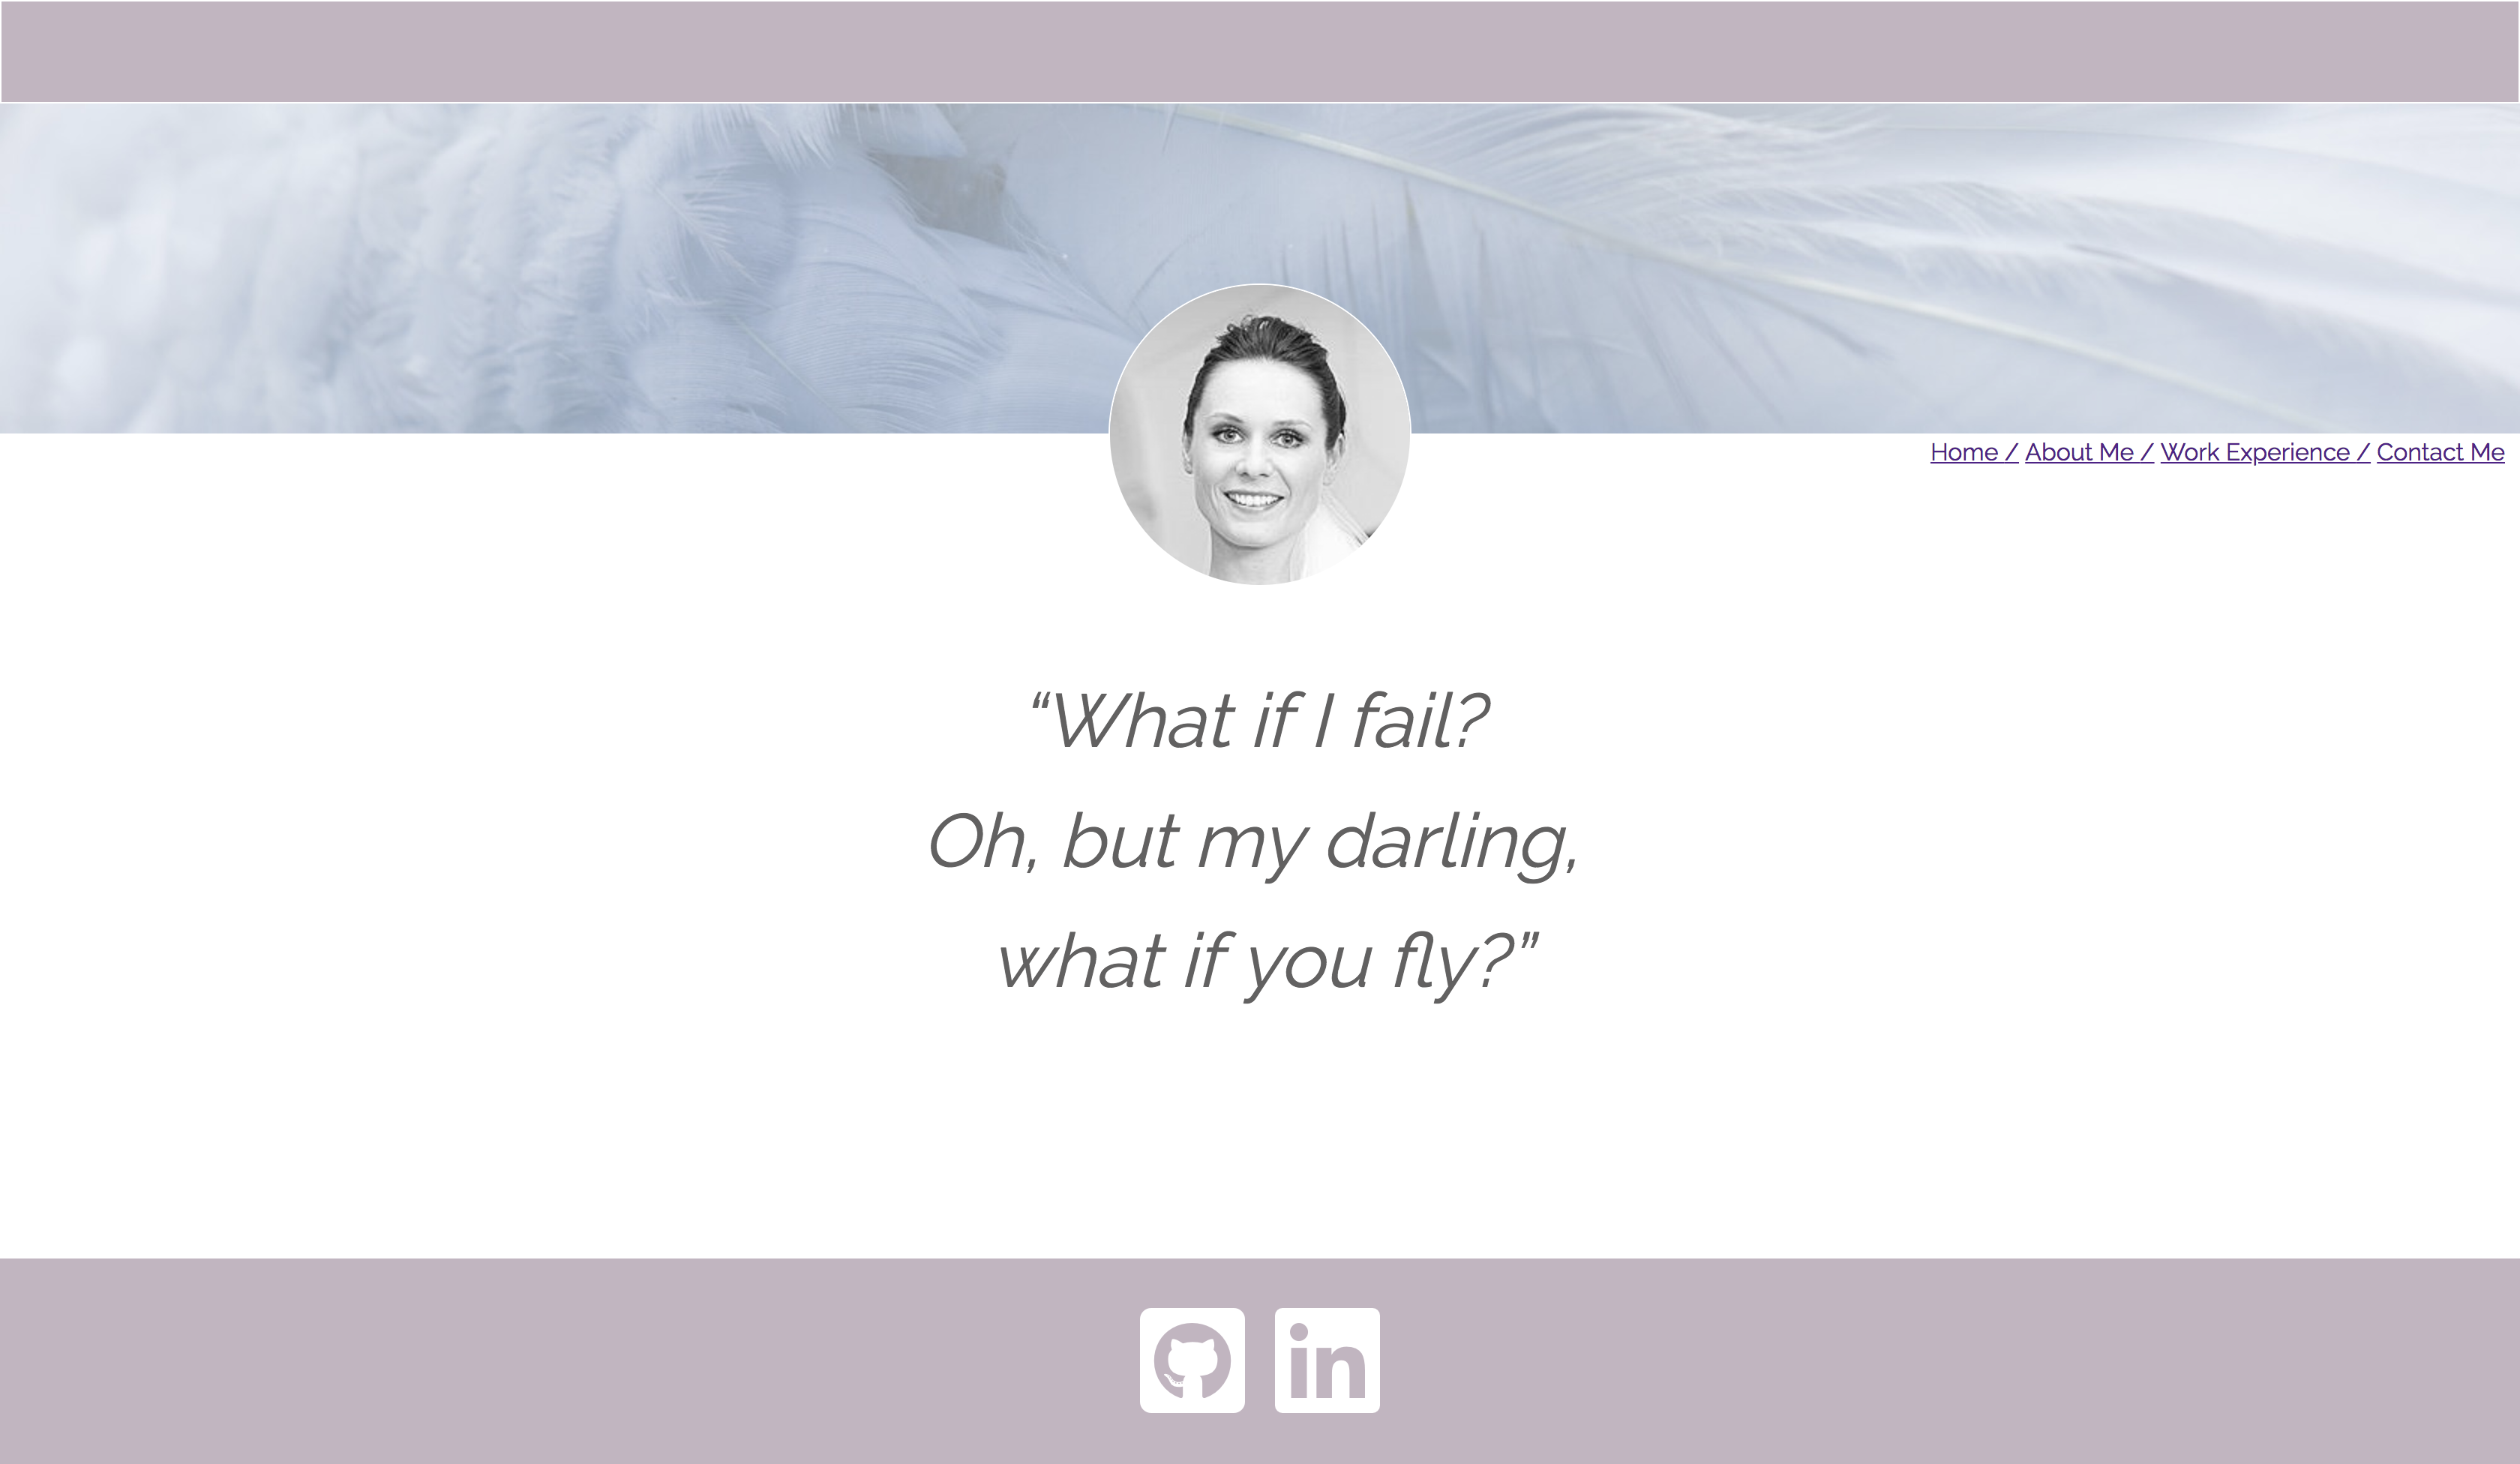 Home / About Me / Work Experience / Contact Me
“What if I fail?
Oh, but my darling,
what if you fly?”
in